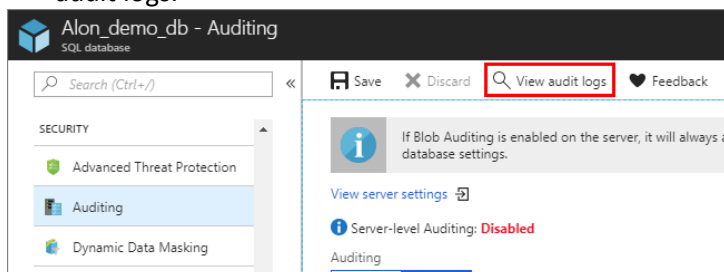 audit logs.
Alon_demo_db - Auditing
SQL database
Search (Ctrl+/)
«
Save
Discard
View audit logs
Feedback
SECURITY
Advanced Threat Protection
Auditing
Dynamic Data Masking
If Blob Auditing is enabled on the server, it will always a
database settings.
View server settings
Server-level Auditing: Disabled
Auditing